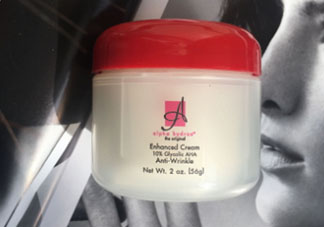 A
alpha hydrox®
the original
Enhanced Cream
10% Glycolic AHA
Anti-Wrinkle
Net Wt. 2 oz. (56g)